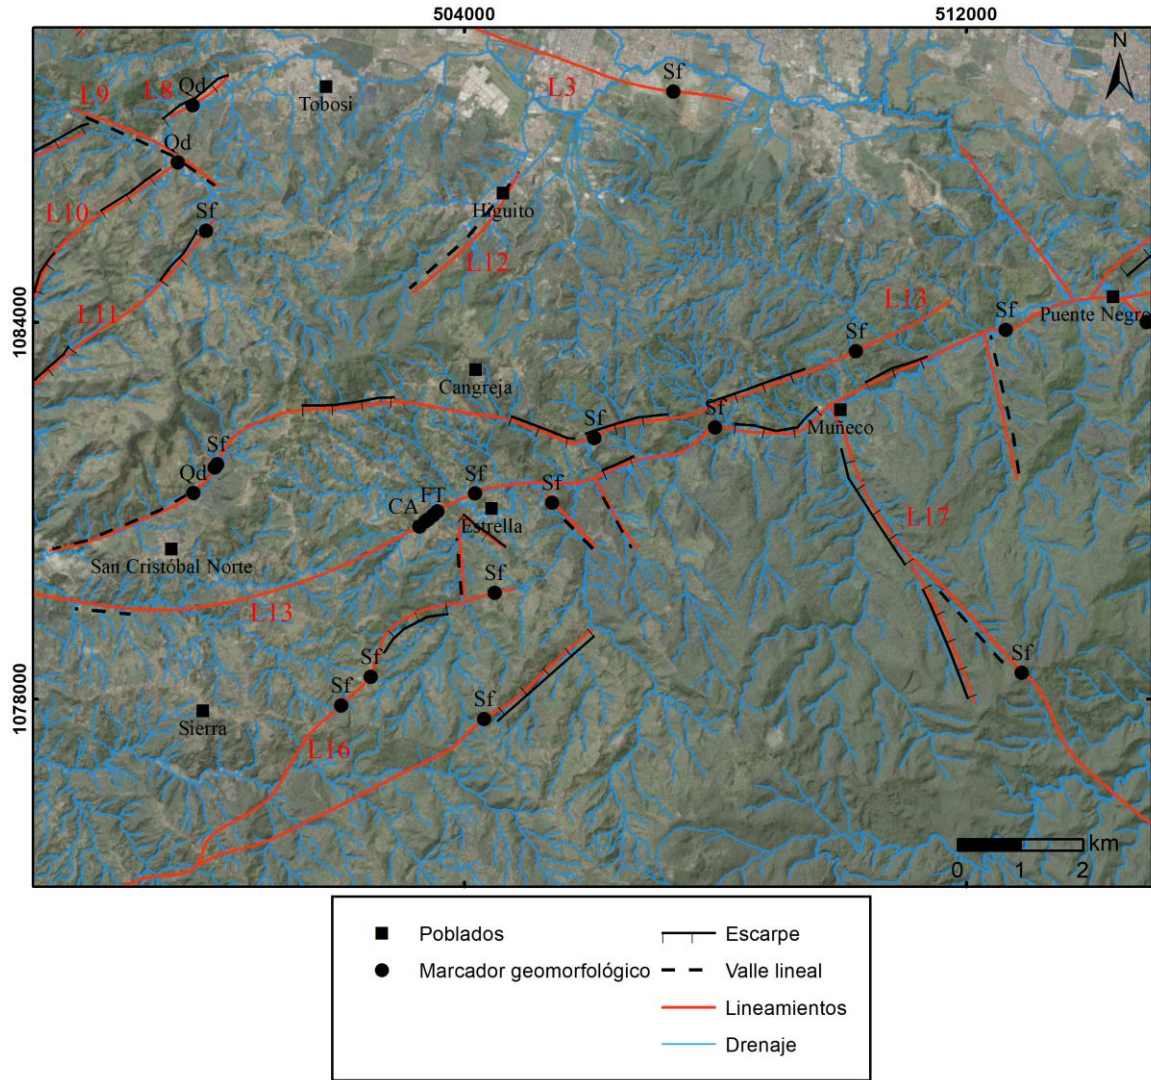 504000
512000
N
Sf
L3
Qd
L8
L9
Tobosi
Qd
Higuito
L10
Sf
L12
L11
1084000
L13
Sf
Sf
Puente Negro
Cangreja
Sf
Sf
Muñeco
Sf
Qd
Sf
Sf
FT
CA
Estrella
L17
San Cristóbal Norte
Sf
L13
Sf
Sf
Sf
1078000
Sf
Sierra
L16
km
0 1 2
Poblados
Marcador geomorfológico
Escarpe
Valle lineal
Lineamientos
Drenaje